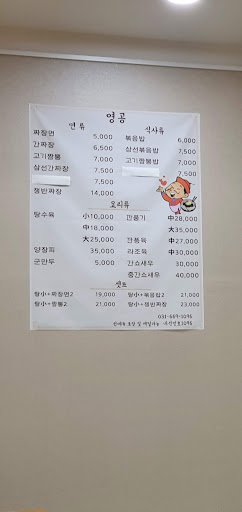 영공
면류
짜장면 5,000
간짜장 6,500
고기짬뽕 7,000
삼선간짜장 7,500
7,500
쟁반짜장 14,000
식사류
볶음밥 6,000
삼선볶음밥 7,500
고기짬뽕밥 7,000
7,500
요리류
탕수육 小10,000
中18,000
大25,000
양장피 35,000
군만두 5,000
깐풍기 中28,000
大35,000
깐풍육 中27,000
라조육 中30,000
깐쇼새우 30,000
중깐쇼새우 40,000
셋트
탕小+짜장면2 19,000
탕小+짬뽕2 21,000
탕小+볶음밥2 21,000
탕小+쟁반짜장 23,000